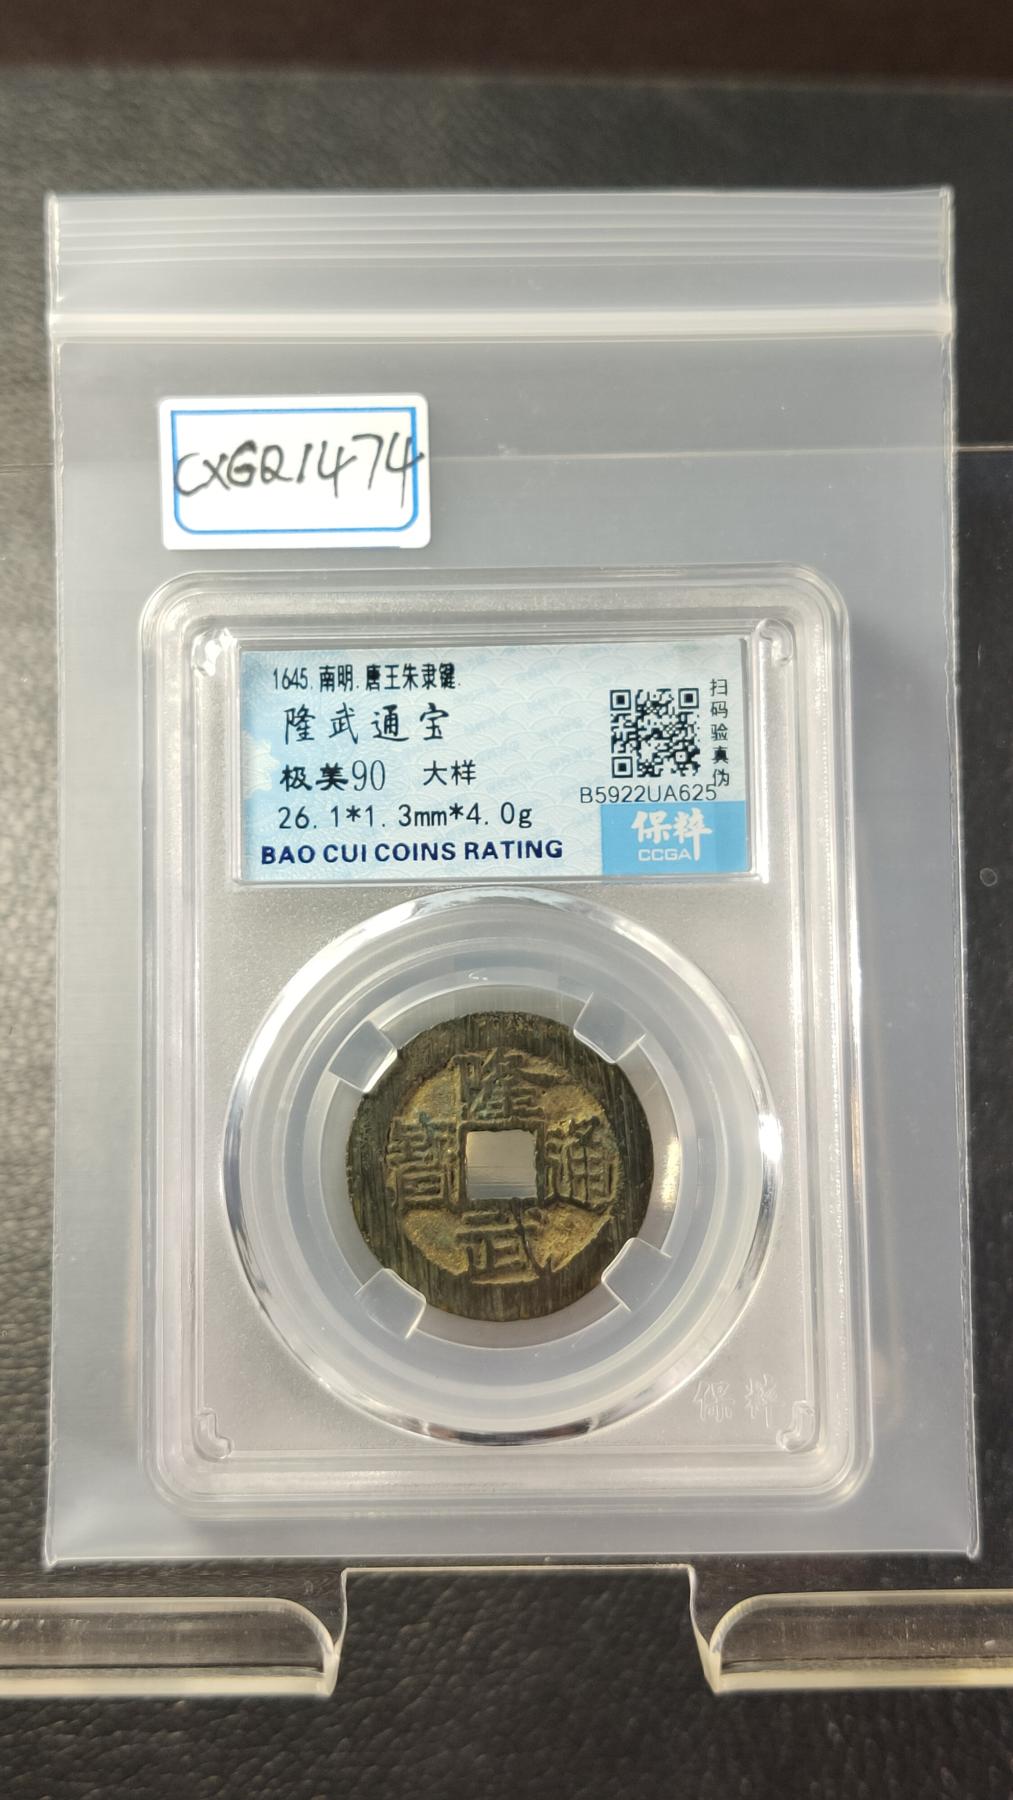 CXGQ1474
1645.南明.唐王朱聿键.
隆武通宝
极美90 大样
26.1*1.3mm*4.0g
BAO CUI COINS RATING
扫码验真伪
B5922UA625
保粹
CCGA
隆武通寶
保粹